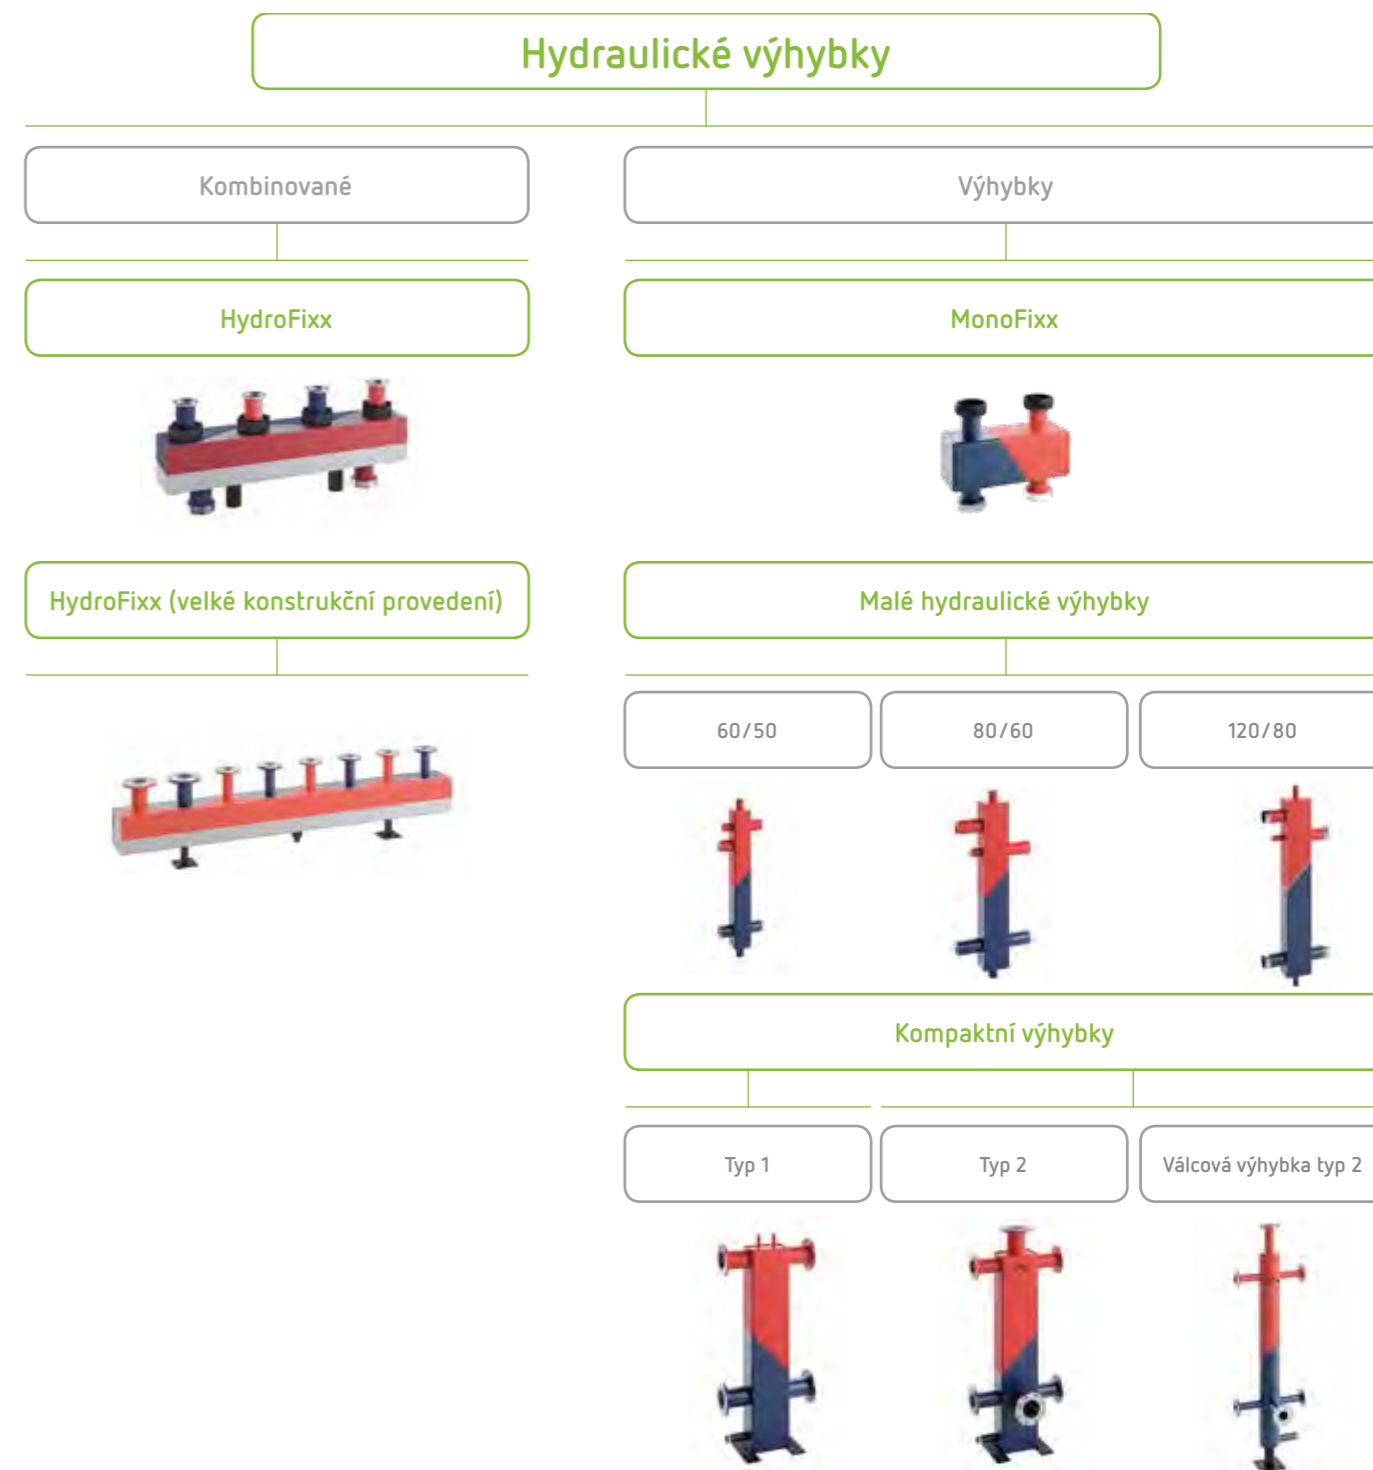 Hydraulické výhybky
Kombinované
Výhybky
HydroFixx
MonoFixx
HydroFixx (velké konstrukční provedení)
Malé hydraulické výhybky
60/50
80/60
120/80
Kompaktní výhybky
Typ 1
Typ 2
Válcová výhybka typ 2